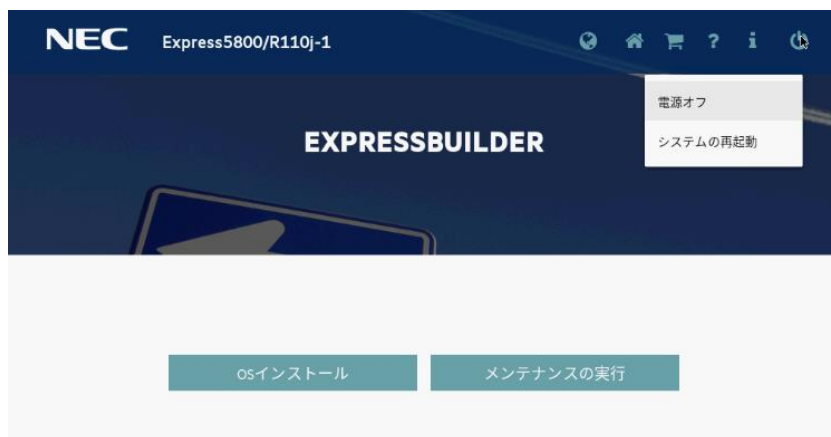 NEC Express5800/R110j-1 ?
電源オフ
システムの再起動
EXPRESSBUILDER
OSインストール メンテナンスの実行